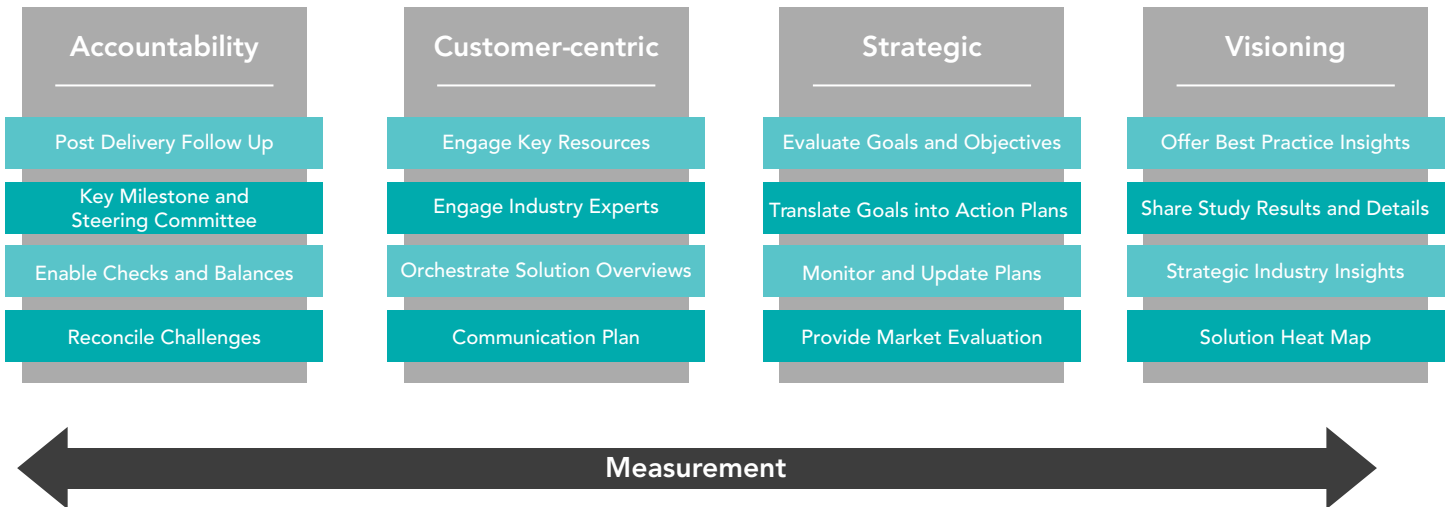 Accountability
Post Delivery Follow Up
Key Milestone and
Steering Committee
Enable Checks and Balances
Reconcile Challenges
Customer-centric
Engage Key Resources
Engage Industry Experts
Orchestrate Solution Overviews
Communication Plan
Strategic
Evaluate Goals and Objectives
Translate Goals into Action Plans
Monitor and Update Plans
Provide Market Evaluation
Visioning
Offer Best Practice Insights
Share Study Results and Details
Strategic Industry Insights
Solution Heat Map
Measurement